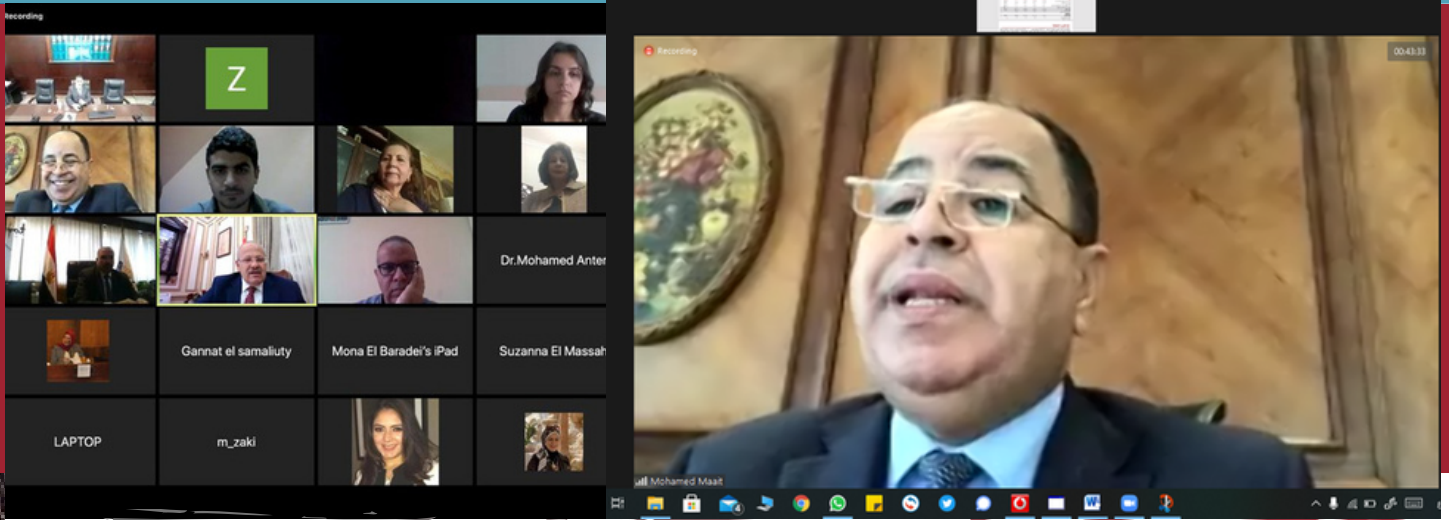 Recording
Z
Dr.Mohamed Anter
Gannat el samaliuty
Mona El Baradei's iPad
Suzanna El Massah
LAPTOP
m_zaki
Recording
00:43:33
Mohamed Maait
4
W